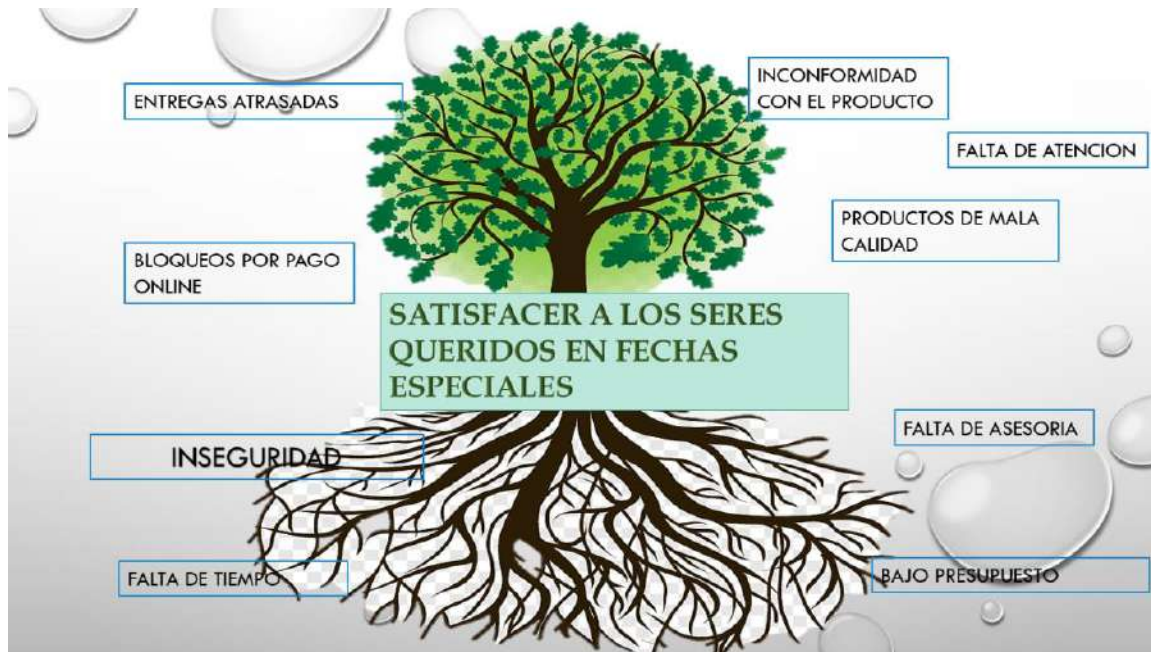 ENTREGAS ATRASADAS
INCONFORMIDAD
CON EL PRODUCTO
FALTA DE ATENCION
PRODUCTOS DE MALA
CALIDAD
BLOQUEOS POR PAGO
ONLINE
SATISFACER A LOS SERES
QUERIDOS EN FECHAS
ESPECIALES
INSEGURIDAD
FALTA DE ASESORIA
FALTA DE TIEMPO
BAJO PRESUPUESTO